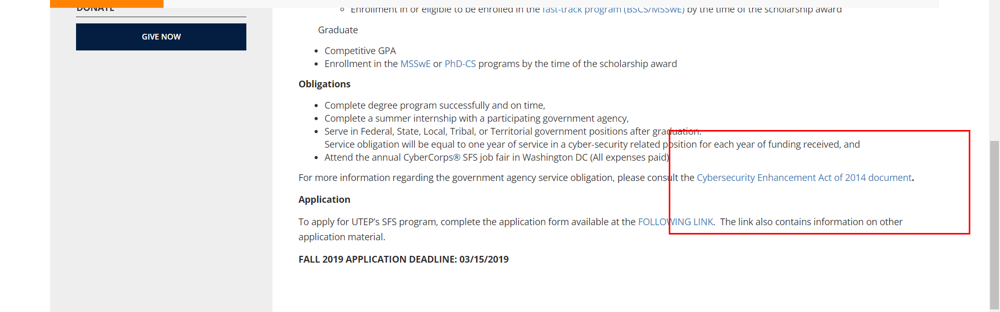 DONATE
GIVE NOW
Enrollment in or eligible to be enrolled in the fast-track program (BSCS/MSSwE) by the time of the scholarship award
Graduate
Competitive GPA
Enrollment in the MSSwE or PhD-CS programs by the time of the scholarship award
Obligations
Complete degree program successfully and on time,
Complete a summer internship with a participating government agency,
Serve in Federal, State, Local, Tribal, or Territorial government positions after graduation.
Service obligation will be equal to one year of service in a cyber-security related position for each year of funding received, and
Attend the annual CyberCorps® SFS job fair in Washington DC (All expenses paid)
For more information regarding the government agency service obligation, please consult the Cybersecurity Enhancement Act of 2014 document.
Application
To apply for UTEP’s SFS program, complete the application form available at the FOLLOWING LINK.  The link also contains information on other
application material.
FALL 2019 APPLICATION DEADLINE: 03/15/2019